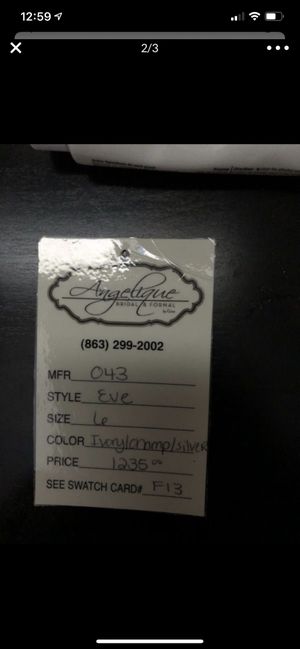 12:59
2/3
Angelique
BRIDAL & FORMAL
(863) 299-2002
MFR 043
STYLE Eve
SIZE 6
COLOR Ivory/champ/silver
PRICE 1235.00
SEE SWATCH CARD# F13